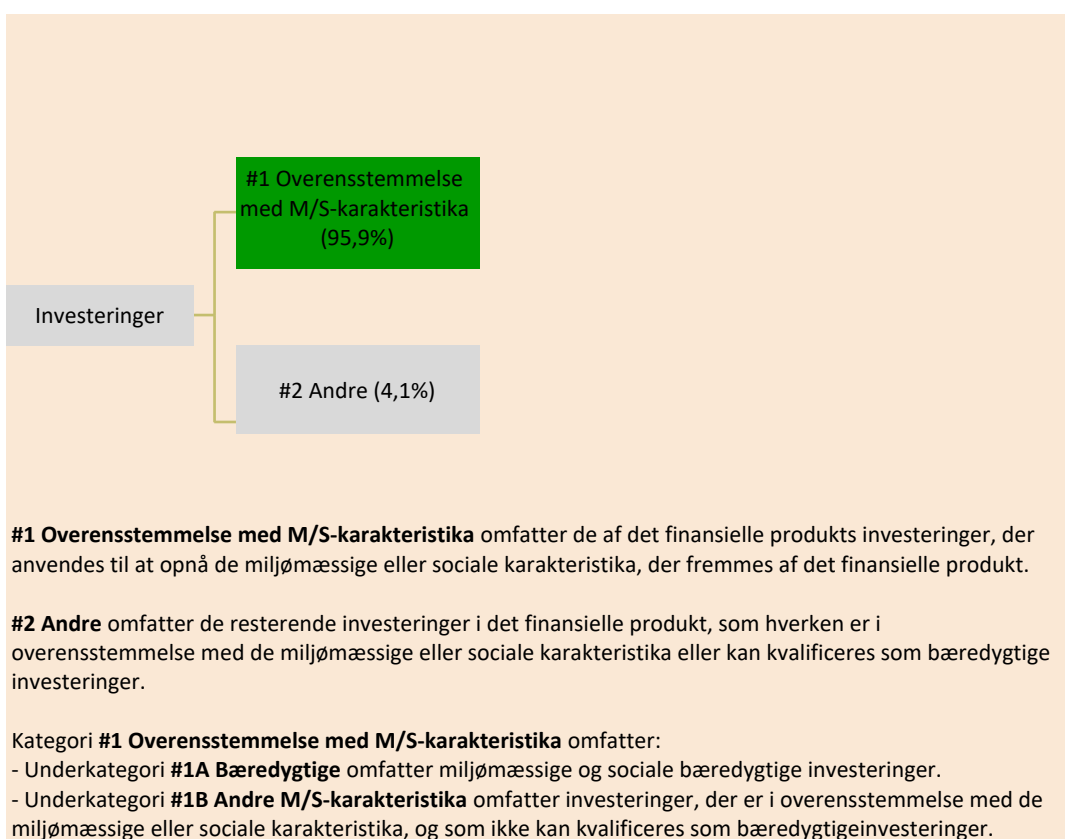 #1 Overensstemmelse
med M/S-karakteristika
(95,9%)
Investeringer
#2 Andre (4,1%)
#1 Overensstemmelse med M/S-karakteristika omfatter de af det finansielle produkts investeringer, der
anvendes til at opnå de miljømæssige eller sociale karakteristika, der fremmes af det finansielle produkt.
#2 Andre omfatter de resterende investeringer i det finansielle produkt, som hverken er i
overensstemmelse med de miljømæssige eller sociale karakteristika eller kan kvalificeres som bæredygtige
investeringer.
Kategori #1 Overensstemmelse med M/S-karakteristika omfatter:
- Underkategori #1A Bæredygtige omfatter miljømæssige og sociale bæredygtige investeringer.
- Underkategori #1B Andre M/S-karakteristika omfatter investeringer, der er i overensstemmelse med de
miljømæssige eller sociale karakteristika, og som ikke kan kvalificeres som bæredygtigeinvesteringer.